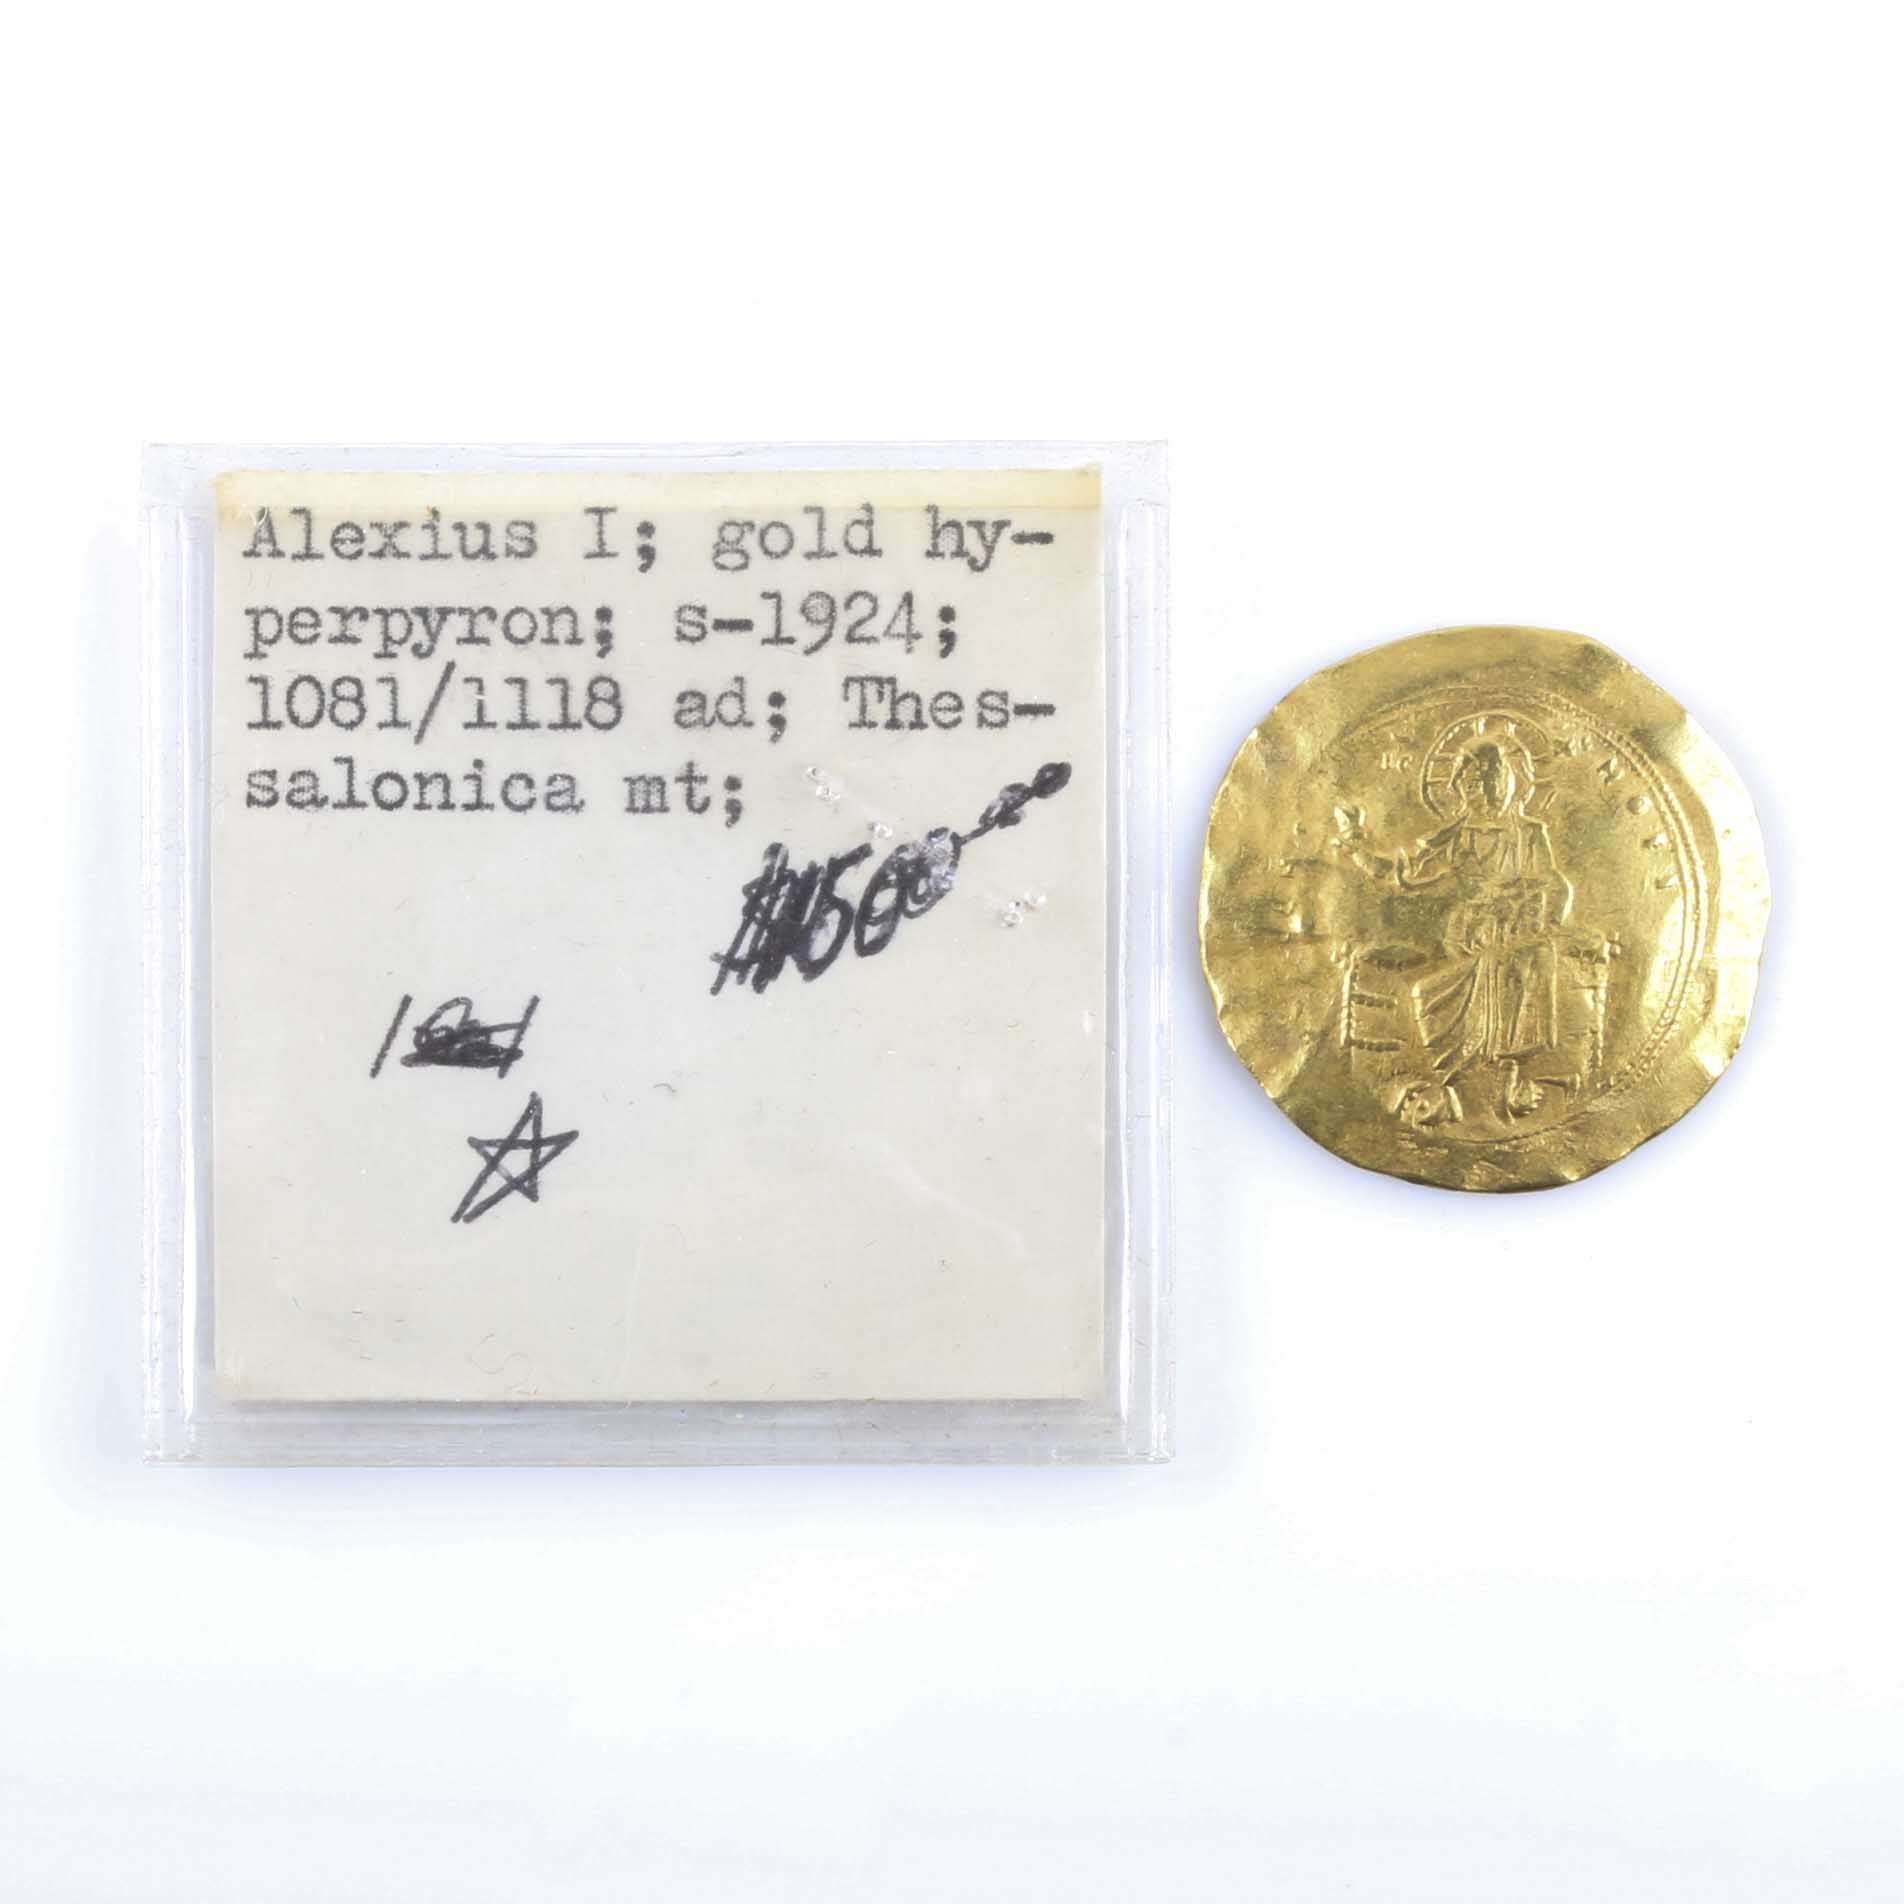 Alexius I; gold hy-
perpyron; s-1924;
1081/1118 ad; Thes-
salonica mt;